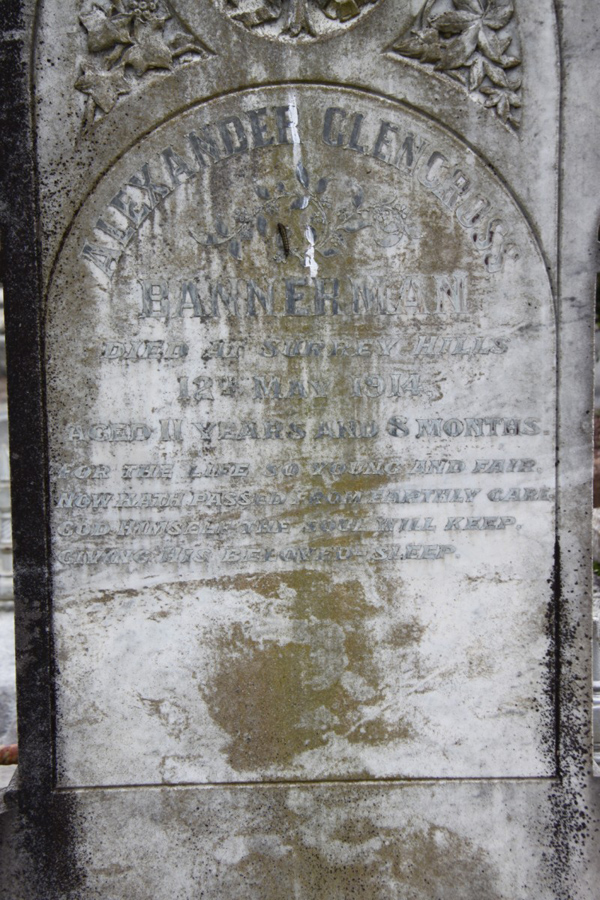 ALEXANDER GLENCROSS
BANNERMAN
DIED AT SURREY HILLS
12TH MAY 1914,
AGED 11 YEARS AND 8 MONTHS.
FOR THE LIFE SO YOUNG AND FAIR,
NOW HATH PASSED FROM EARTHLY CARE
GOD HIMSELF THE SOUL WILL KEEP,
GIVING HIS BELOVED SLEEP.